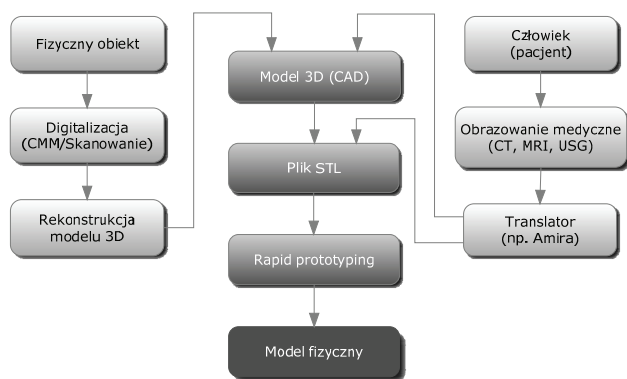 Fizyczny obiekt
Digitalizacja
(CMM/Skanowanie)
Rekonstrukcja
modelu 3D
Model 3D (CAD)
Plik STL
Rapid prototyping
Model fizyczny
Człowiek
(pacjent)
Obrazowanie medyczne
(CT, MRI, USG)
Translator
(np. Amira)